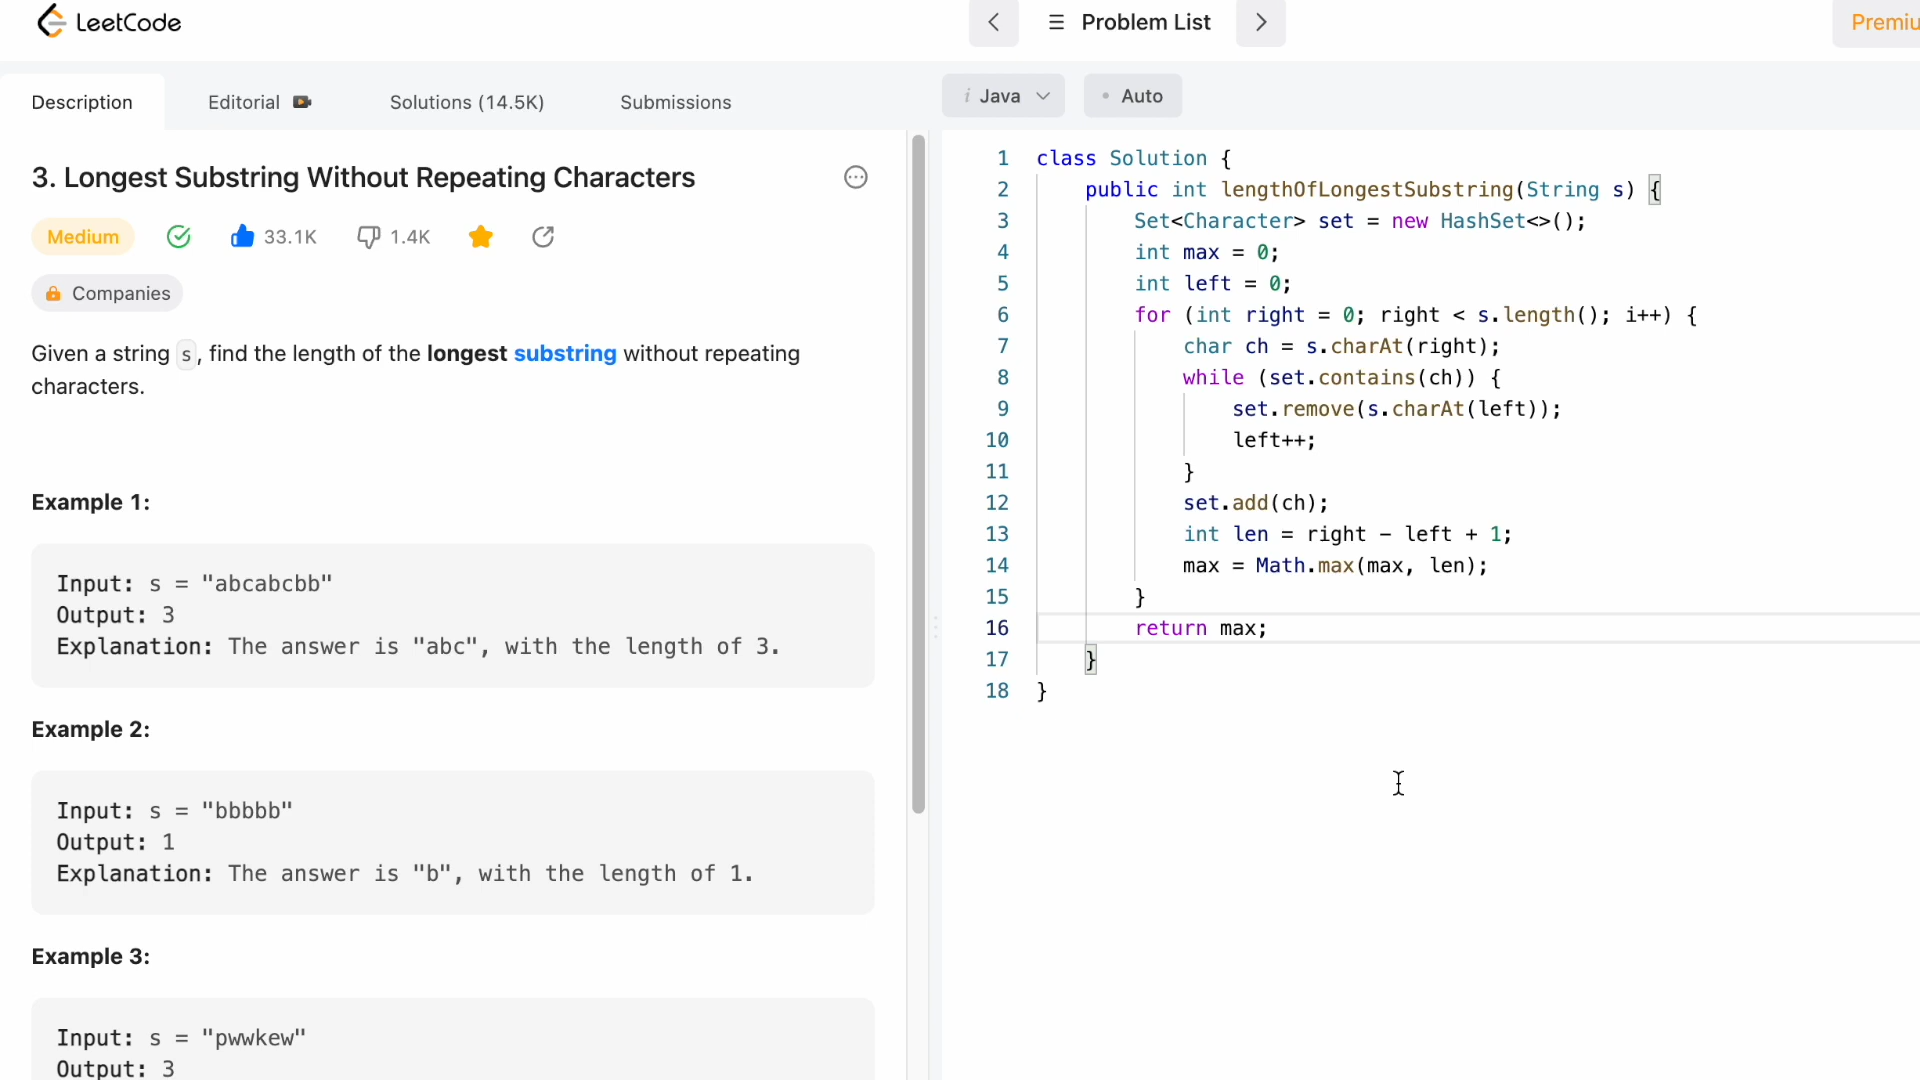 LeetCode
Problem List
Premiu
Description
Editorial
Solutions (14.5K)
Submissions
i Java
• Auto
3. Longest Substring Without Repeating Characters
Medium
33.1K
1.4K
Companies
Given a string s, find the length of the longest substring without repeating
characters.
Example 1:
Input: s = "abcabcbb"
Output: 3
Explanation: The answer is "abc", with the length of 3.
Example 2:
Input: s = "bbbbb"
Output: 1
Explanation: The answer is "b", with the length of 1.
Example 3:
Input: s = "pwwkew"
Output: 3
1 class Solution {
2     public int lengthOfLongestSubstring(String s) {
3         Set<Character> set = new HashSet<>();
4         int max = 0;
5         int left = 0;
6         for (int right = 0; right < s.length(); i++) {
7             char ch = s.charAt(right);
8             while (set.contains(ch)) {
9                 set.remove(s.charAt(left));
10                 left++;
11             }
12             set.add(ch);
13             int len = right - left + 1;
14             max = Math.max(max, len);
15         }
16         return max;
17     }
18 }